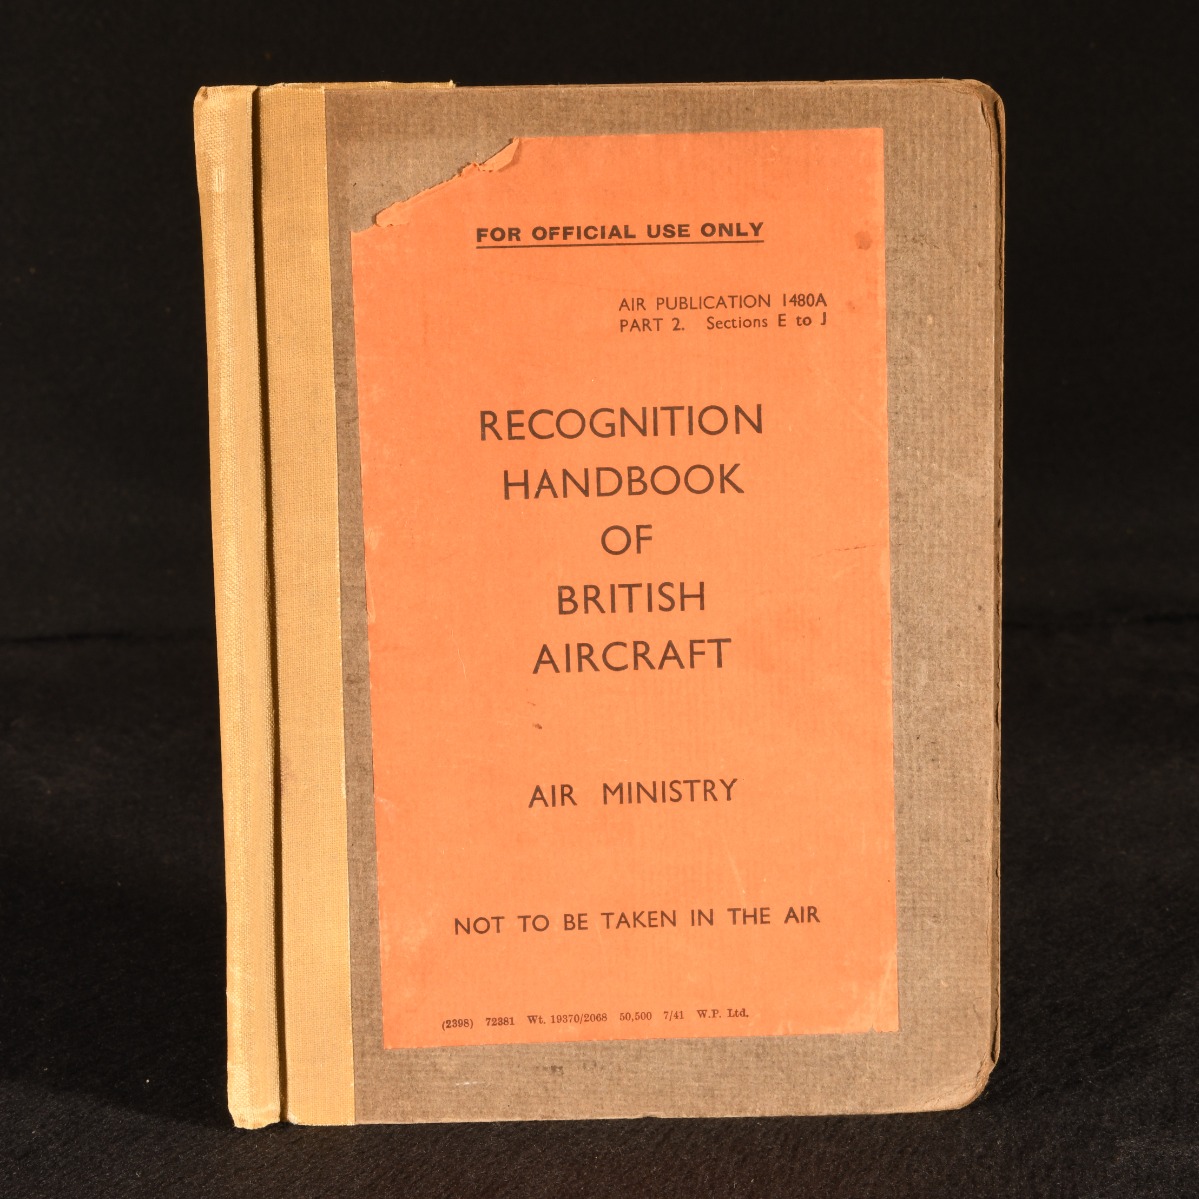 FOR OFFICIAL USE ONLY
AIR PUBLICATION 1480A
PART 2. Sections E to J
RECOGNITION
HANDBOOK
OF
BRITISH
AIRCRAFT
AIR MINISTRY
NOT TO BE TAKEN IN THE AIR
(2398) 72381 Wt. 19370/2068 50,500 7/41 W.P. Ltd.